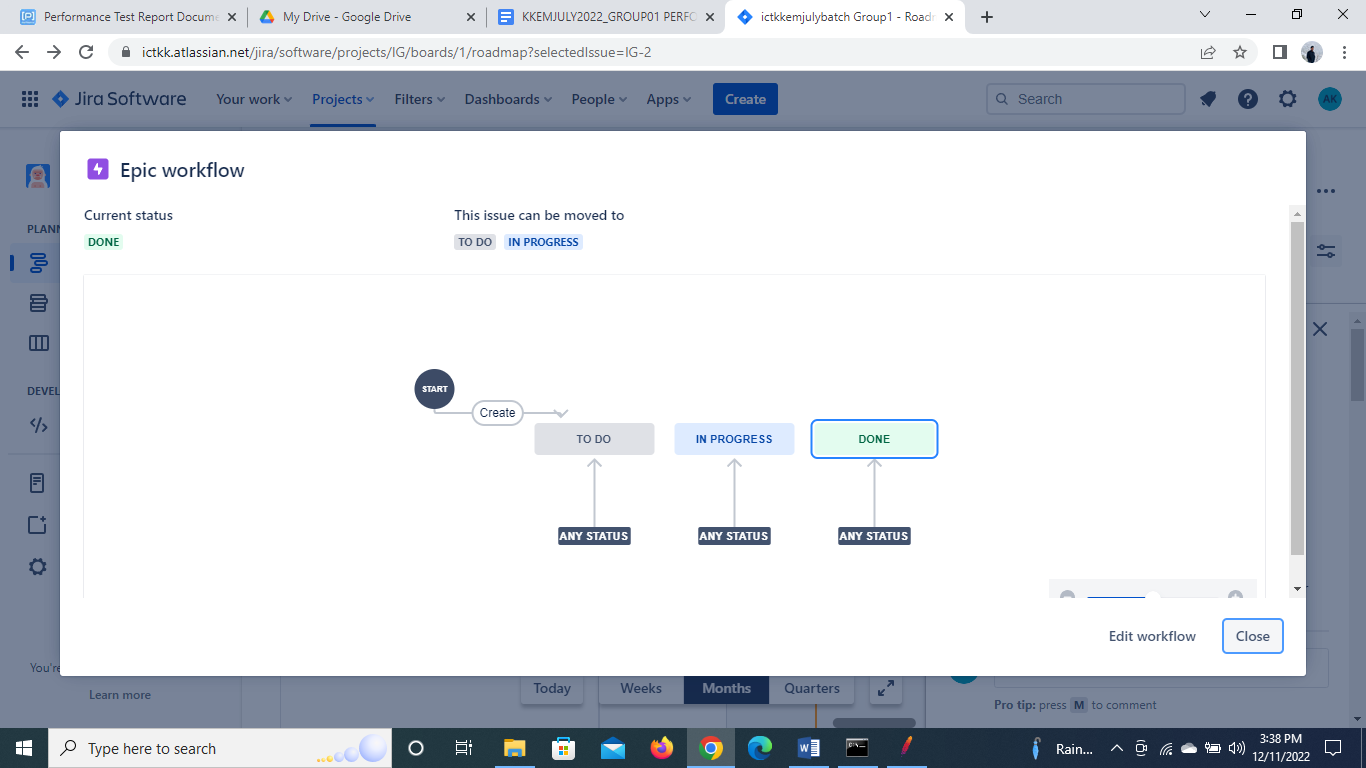 Performance Test Report Docume
My Drive - Google Drive
KKEMJULY2022_GROUP01 PERFO
ictkkemjulybatch Group1 - Roadr
ictkk.atlassian.net/jira/software/projects/IG/boards/1/roadmap?selectedIssue=IG-2
Jira Software
Your work
Projects
Filters
Dashboards
People
Apps
Create
Search
AK
Epic workflow
Current status
This issue can be moved to
DONE
TO DO
IN PROGRESS
PLANN
START
Create
TO DO
IN PROGRESS
DONE
DEVEL
ANY STATUS
ANY STATUS
ANY STATUS
Edit workflow
Close
You're
Learn more
Today
Weeks
Months
Quarters
Pro tip: press M to comment
Type here to search
Rain...
3:38 PM
12/11/2022